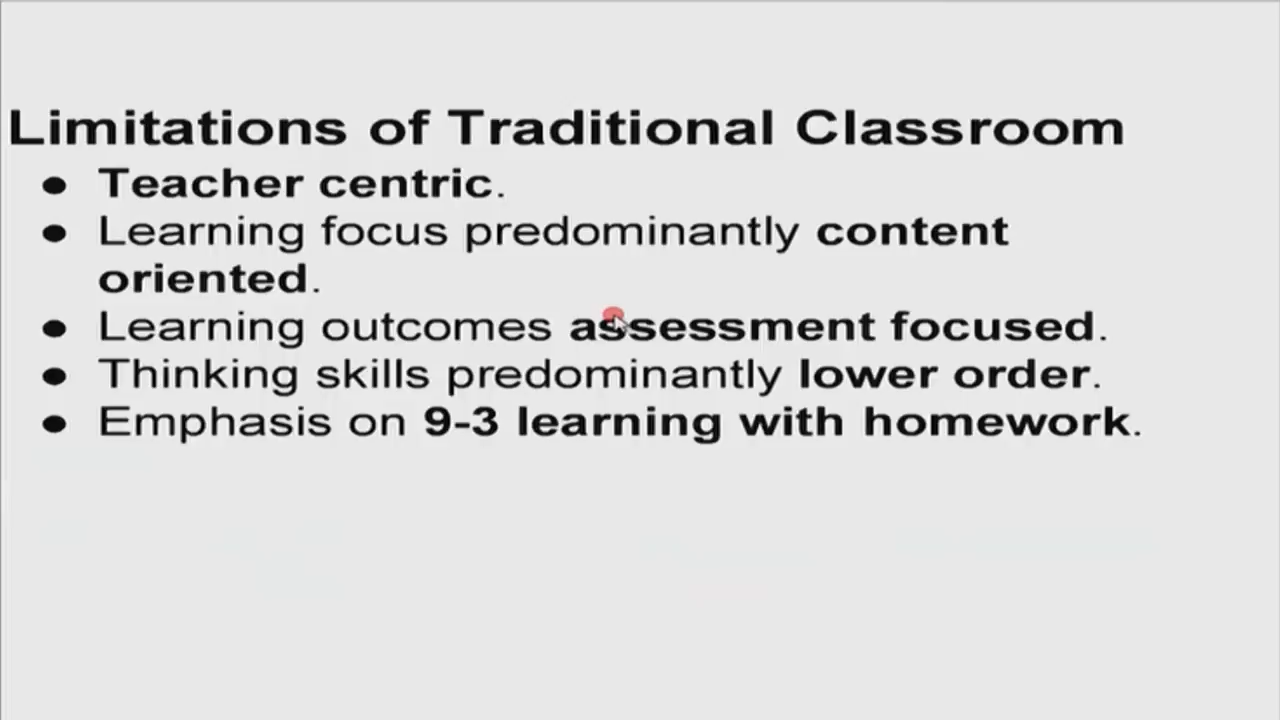 Limitations of Traditional Classroom
● Teacher centric.
● Learning focus predominantly content
oriented.
● Learning outcomes assessment focused.
● Thinking skills predominantly lower order.
● Emphasis on 9-3 learning with homework.